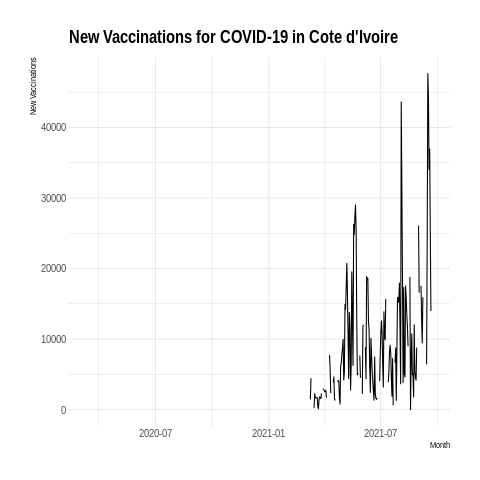 New Vaccinations for COVID-19 in Cote d'Ivoire
New Vaccinations
40000
30000
20000
10000
0
2020-07
2021-01
2021-07
Month